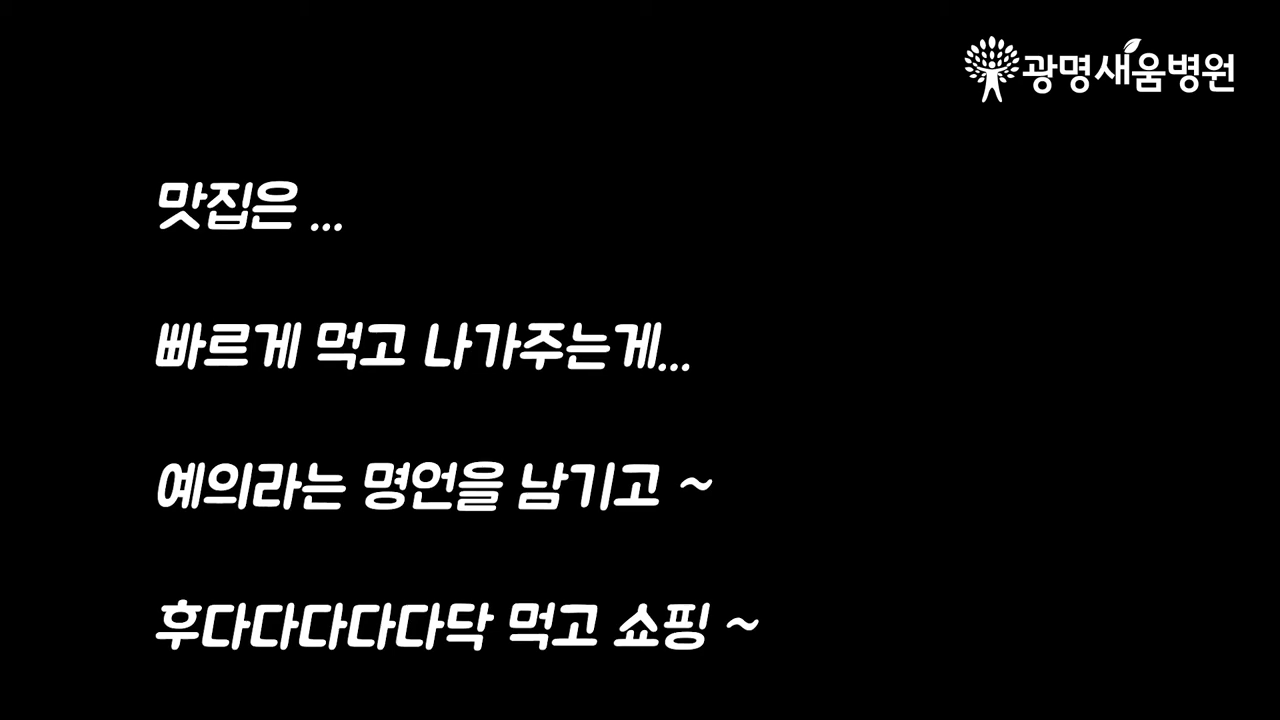 광명새움병원
맛집은 ...
빠르게 먹고 나가주는게...
예의라는 명언을 남기고 ~
후다다다다다닥 먹고 쇼핑 ~